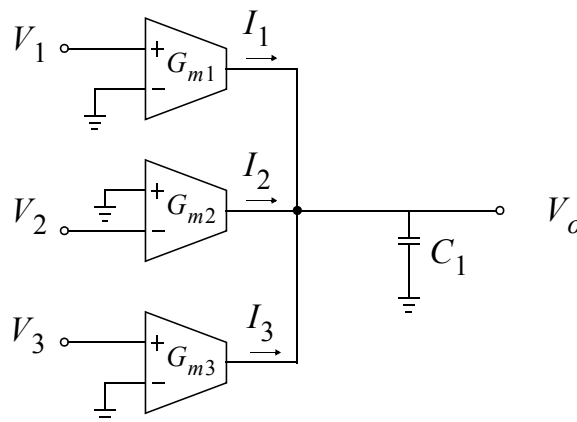 V1 + Gm1 − I1
V2 + Gm2 − I2
Vo
C1
V3 + Gm3 − I3